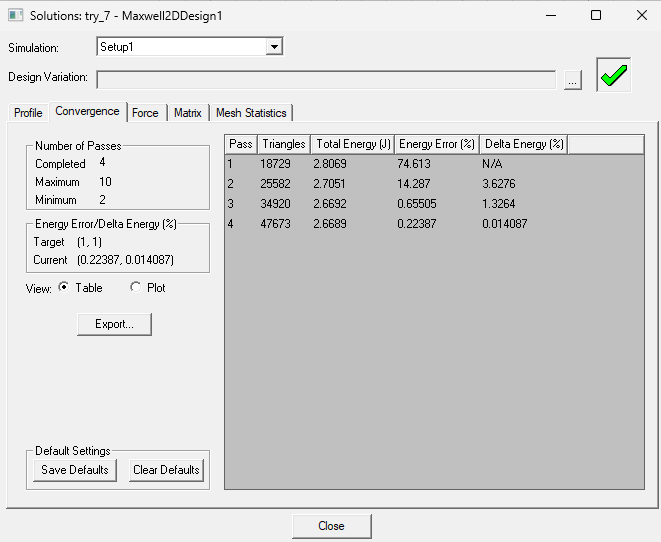 Solutions: try_7 - Maxwell2DDesign1
Simulation: Setup1
Design Variation: ...
Profile Convergence Force Matrix Mesh Statistics
Number of Passes
Completed 4
Maximum 10
Minimum 2
Energy Error/Delta Energy (%)
Target (1, 1)
Current (0.22387, 0.014087)
View: Table Plot
Export...
Default Settings
Save Defaults Clear Defaults
Pass Triangles Total Energy (J) Energy Error (%) Delta Energy (%)
1 18729 2.8069 74.613 N/A
2 25582 2.7051 14.287 3.6276
3 34920 2.6692 0.65505 1.3264
4 47673 2.6689 0.22387 0.014087
Close